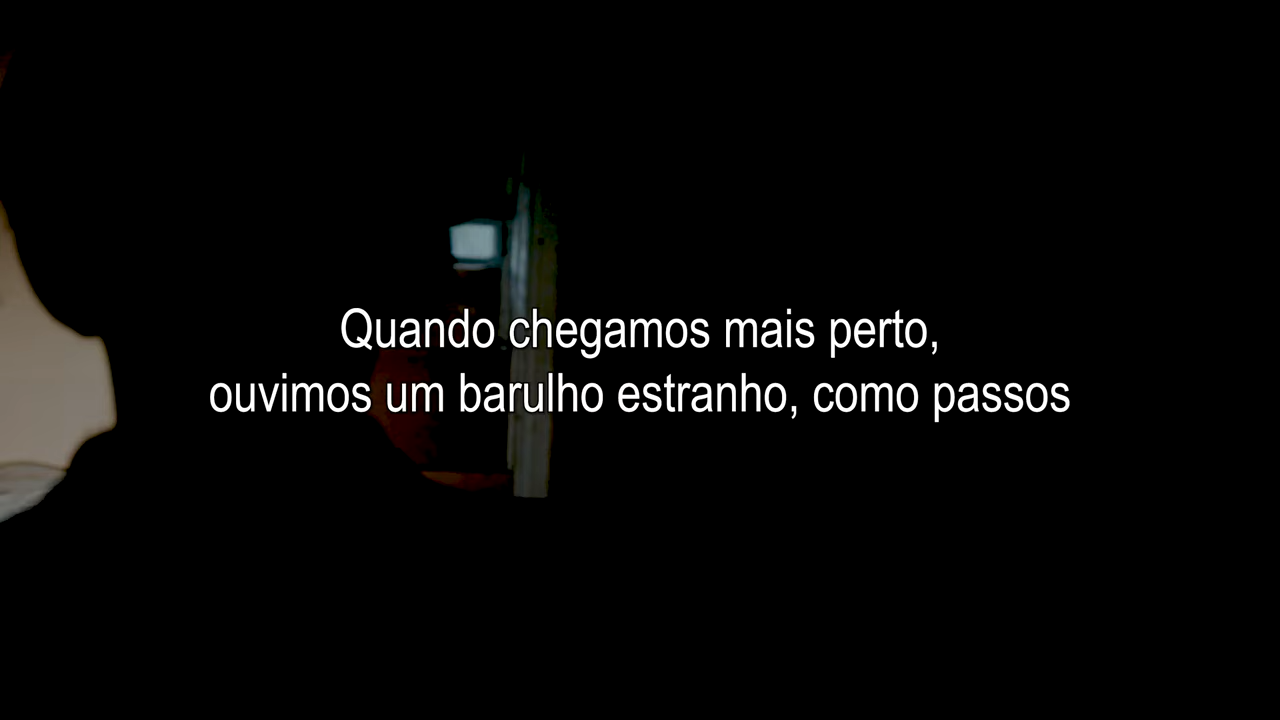 Quando chegamos mais perto,
ouvimos um barulho estranho, como passos